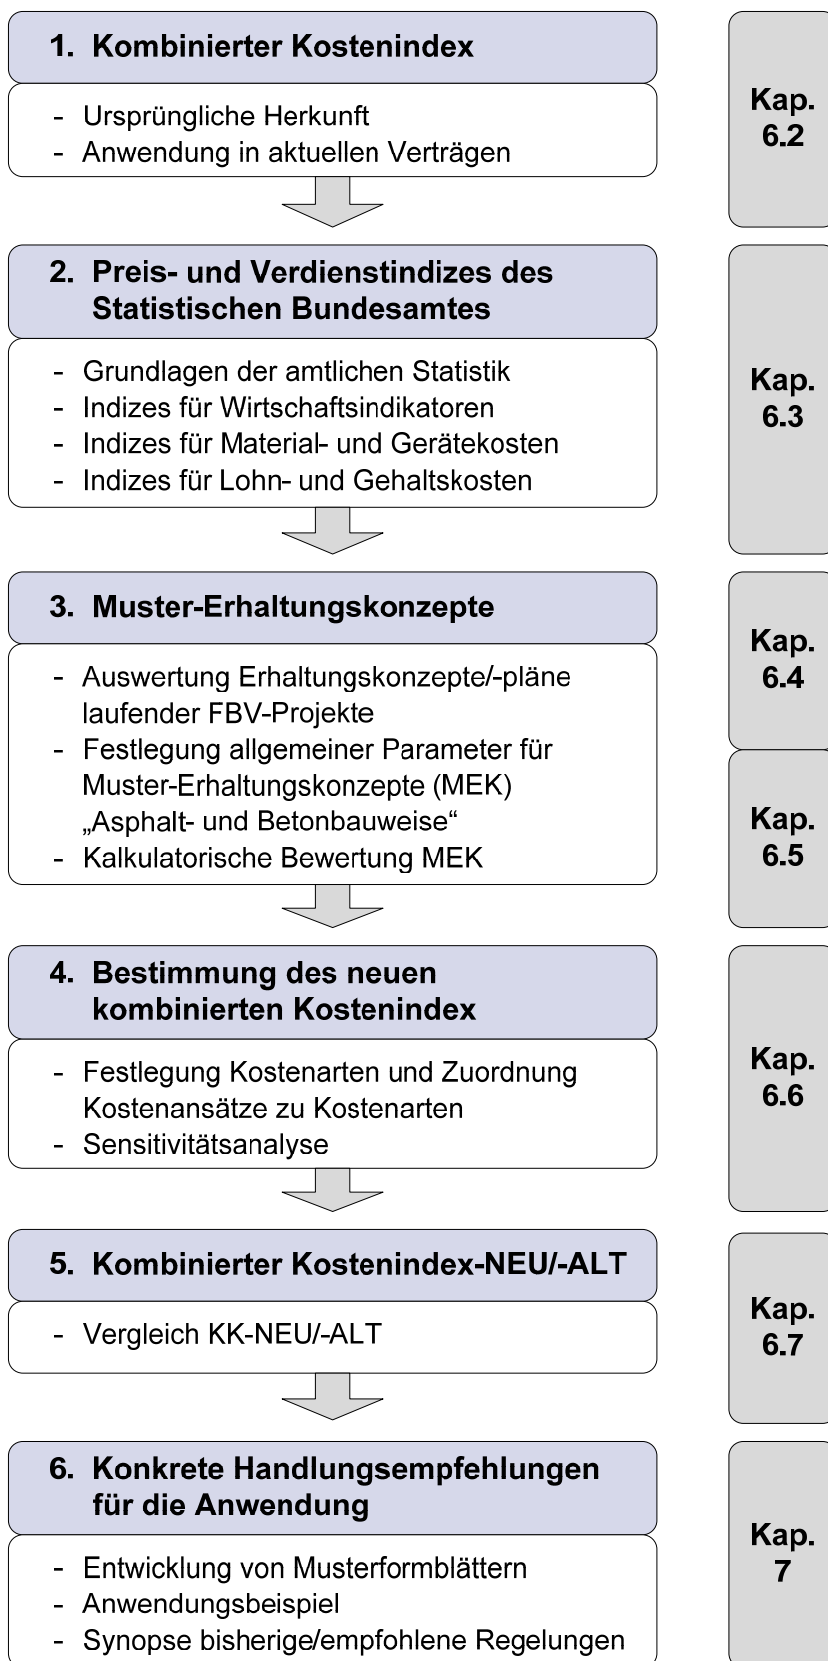 1. Kombinierter Kostenindex
- Ursprüngliche Herkunft
- Anwendung in aktuellen Verträgen
Kap.
6.2
2. Preis- und Verdienstindizes des
Statistischen Bundesamtes
- Grundlagen der amtlichen Statistik
- Indizes für Wirtschaftsindikatoren
- Indizes für Material- und Gerätekosten
- Indizes für Lohn- und Gehaltskosten
Kap.
6.3
3. Muster-Erhaltungskonzepte
- Auswertung Erhaltungskonzepte/-pläne
laufender FBV-Projekte
- Festlegung allgemeiner Parameter für
Muster-Erhaltungskonzepte (MEK)
„Asphalt- und Betonbauweise“
- Kalkulatorische Bewertung MEK
Kap.
6.4
Kap.
6.5
4. Bestimmung des neuen
kombinierten Kostenindex
- Festlegung Kostenarten und Zuordnung
Kostenansätze zu Kostenarten
- Sensitivitätsanalyse
Kap.
6.6
5. Kombinierter Kostenindex-NEU/-ALT
- Vergleich KK-NEU/-ALT
Kap.
6.7
6. Konkrete Handlungsempfehlungen
für die Anwendung
- Entwicklung von Musterformblättern
- Anwendungsbeispiel
- Synopse bisherige/empfohlene Regelungen
Kap.
7